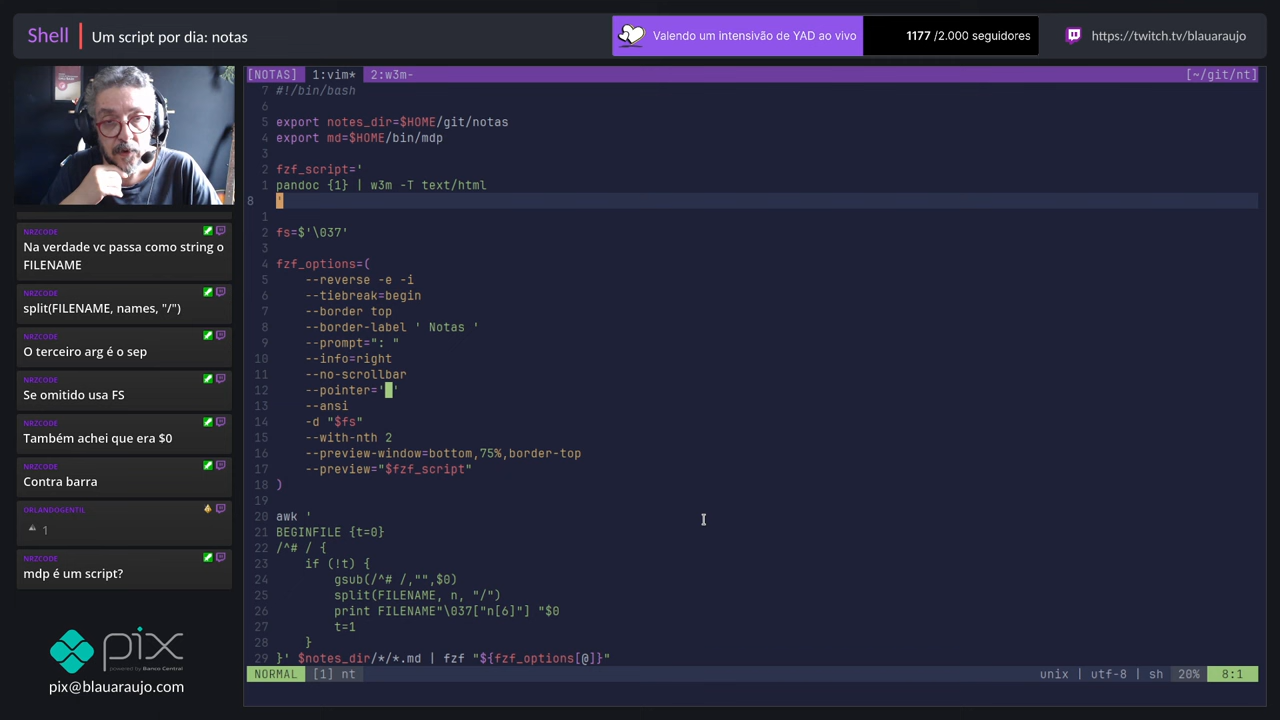 Shell | Um script por dia: notas
Valendo um intensivão de YAD ao vivo
1177 /2.000 seguidores
https://twitch.tv/blauaraujo
[NOTAS] 1:vim* 2:w3m- [~/git/nt]
7 #!/bin/bash
6
5 export notes_dir=$HOME/git/notas
4 export md=$HOME/bin/mdp
3
2 fzf_script='
1 pandoc {1} | w3m -T text/html
8 '
1
2 fs=$'\037'
3
4 fzf_options=(
5 --reverse -e -i
6 --tiebreak=begin
7 --border top
8 --border-label ' Notas '
9 --prompt=": "
10 --info=right
11 --no-scrollbar
12 --pointer='█'
13 --ansi
14 -d "$fs"
15 --with-nth 2
16 --preview-window=bottom,75%,border-top
17 --preview="$fzf_script"
18 )
19
20 awk '
21 BEGINFILE {t=0}
22 /^# / {
23 if (!t) {
24 gsub(/^# /,"",$0)
25 split(FILENAME, n, "/")
26 print FILENAME"\037["n[6]"] "$0
27 t=1
28 }
29 }' $notes_dir/*/*.md | fzf "${fzf_options[@]}"
NORMAL [1] nt unix | utf-8 | sh 20% 8:1
NRZCODE
Na verdade vc passa como string o
FILENAME
NRZCODE
split(FILENAME, names, "/")
NRZCODE
O terceiro arg é o sep
NRZCODE
Se omitido usa FS
NRZCODE
Também achei que era $0
NRZCODE
Contra barra
ORLANDOGENTIL
1
NRZCODE
mdp é um script?
pix
powered by Banco Central
pix@blauaraujo.com